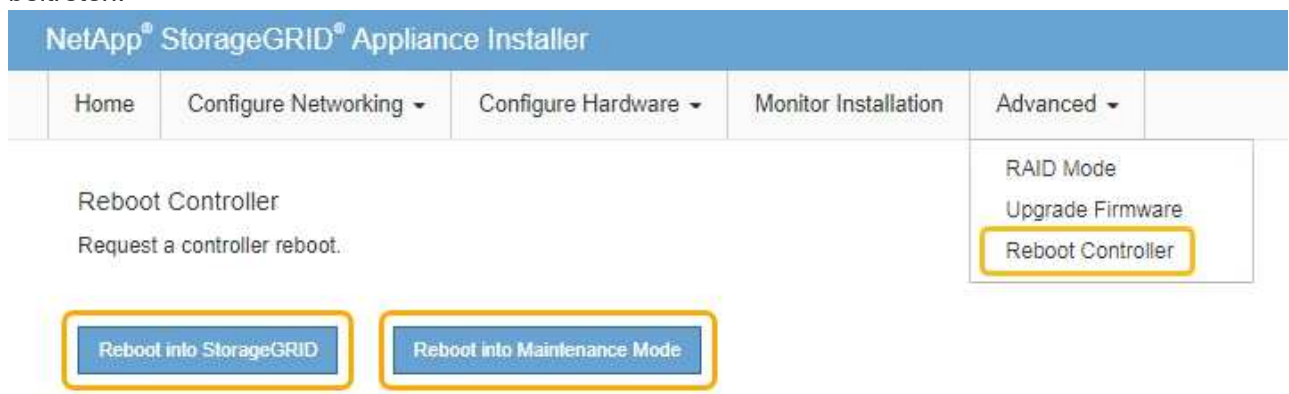 NetApp® StorageGRID® Appliance Installer
Home Configure Networking Configure Hardware Monitor Installation Advanced
RAID Mode
Upgrade Firmware
Reboot Controller
Reboot Controller
Request a controller reboot.
Reboot into StorageGRID Reboot into Maintenance Mode